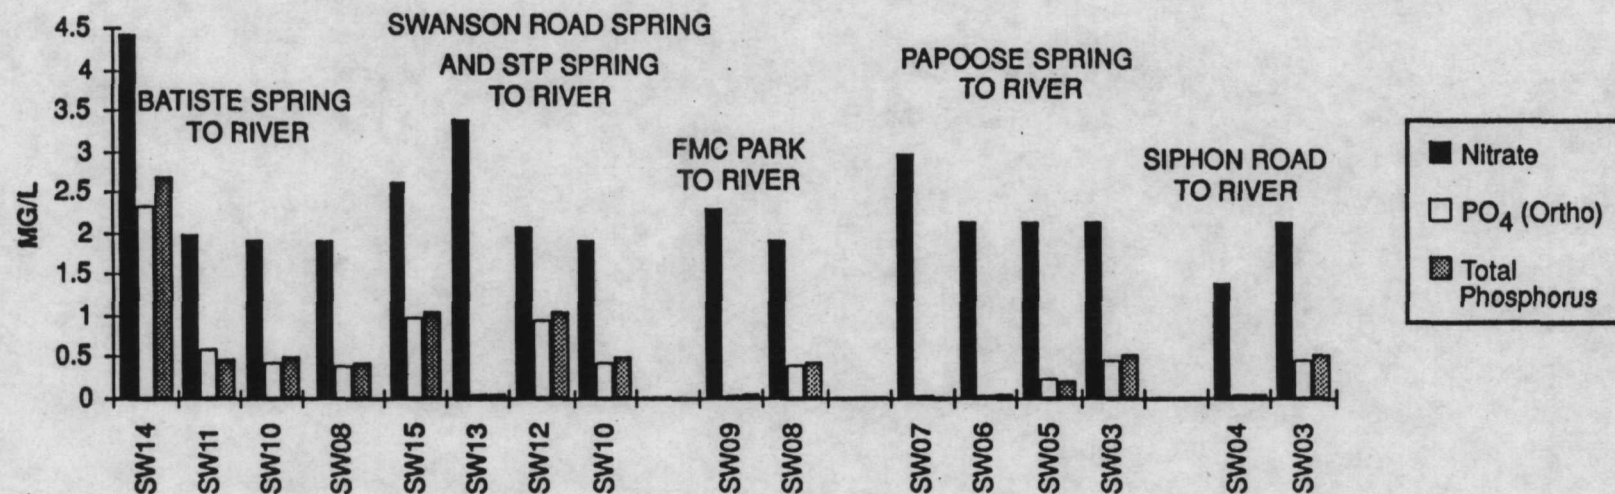 SWANSON ROAD SPRING
AND STP SPRING
TO RIVER
BATISTE SPRING
TO RIVER
FMC PARK
TO RIVER
PAPOOSE SPRING
TO RIVER
SIPHON ROAD
TO RIVER
MG/L
4.5
4
3.5
3
2.5
2
1.5
1
0.5
0
SW14
SW11
SW10
SW08
SW15
SW13
SW12
SW10
SW09
SW08
SW07
SW06
SW05
SW03
SW04
SW03
Nitrate
PO4 (Ortho)
Total
Phosphorus